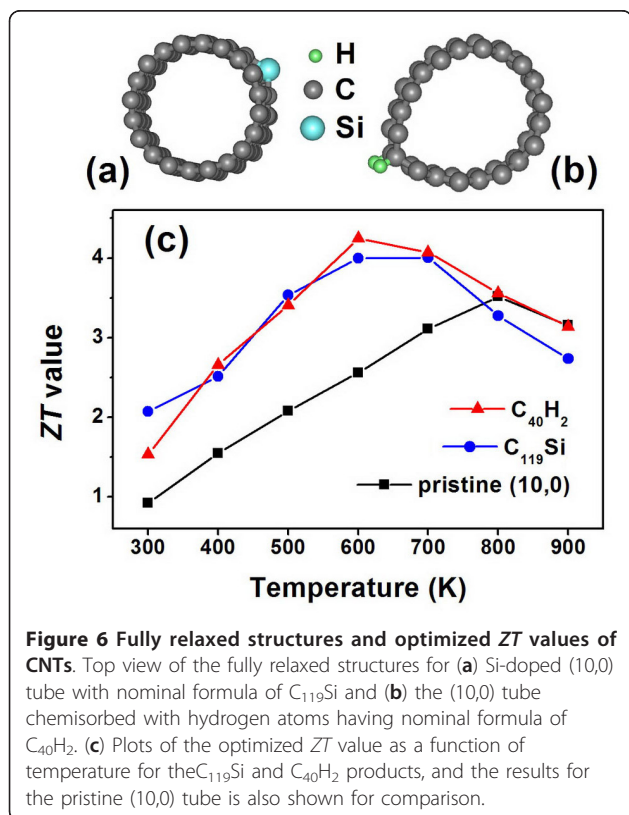 H
C
Si
(a)
(b)
(c)
ZT value
4
3
2
1
C₄₀H₂
C₁₁₉Si
pristine (10,0)
300 400 500 600 700 800 900
Temperature (K)
Figure 6 Fully relaxed structures and optimized ZT values of
CNTs. Top view of the fully relaxed structures for (a) Si-doped (10,0)
tube with nominal formula of C₁₁₉Si and (b) the (10,0) tube
chemisorbed with hydrogen atoms having nominal formula of
C₄₀H₂. (c) Plots of the optimized ZT value as a function of
temperature for theC₁₁₉Si and C₄₀H₂ products, and the results for
the pristine (10,0) tube is also shown for comparison.